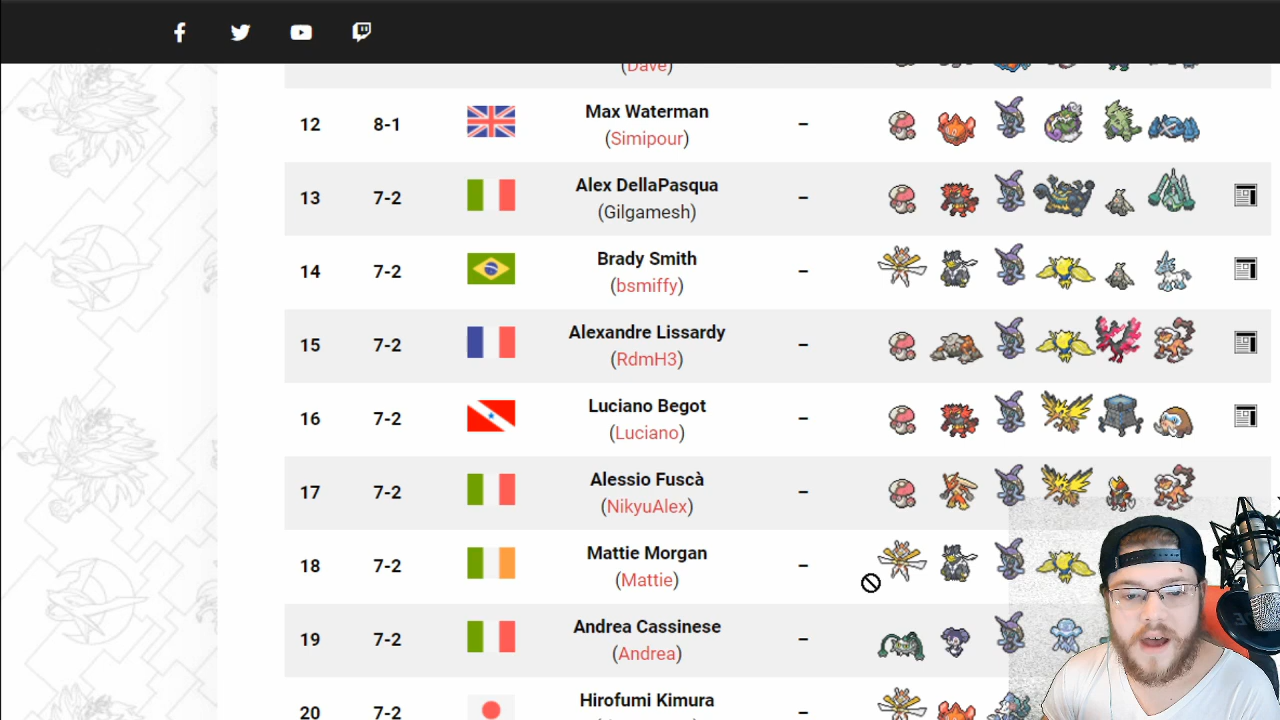 (Dave)
12 8-1 Max Waterman –
(Simipour)
13 7-2 Alex DellaPasqua –
(Gilgamesh)
14 7-2 Brady Smith –
(bsmiffy)
15 7-2 Alexandre Lissardy –
(RdmH3)
16 7-2 Luciano Begot –
(Luciano)
17 7-2 Alessio Fuscà –
(NikyuAlex)
18 7-2 Mattie Morgan –
(Mattie)
19 7-2 Andrea Cassinese –
(Andrea)
20 7-2 Hirofumi Kimura –